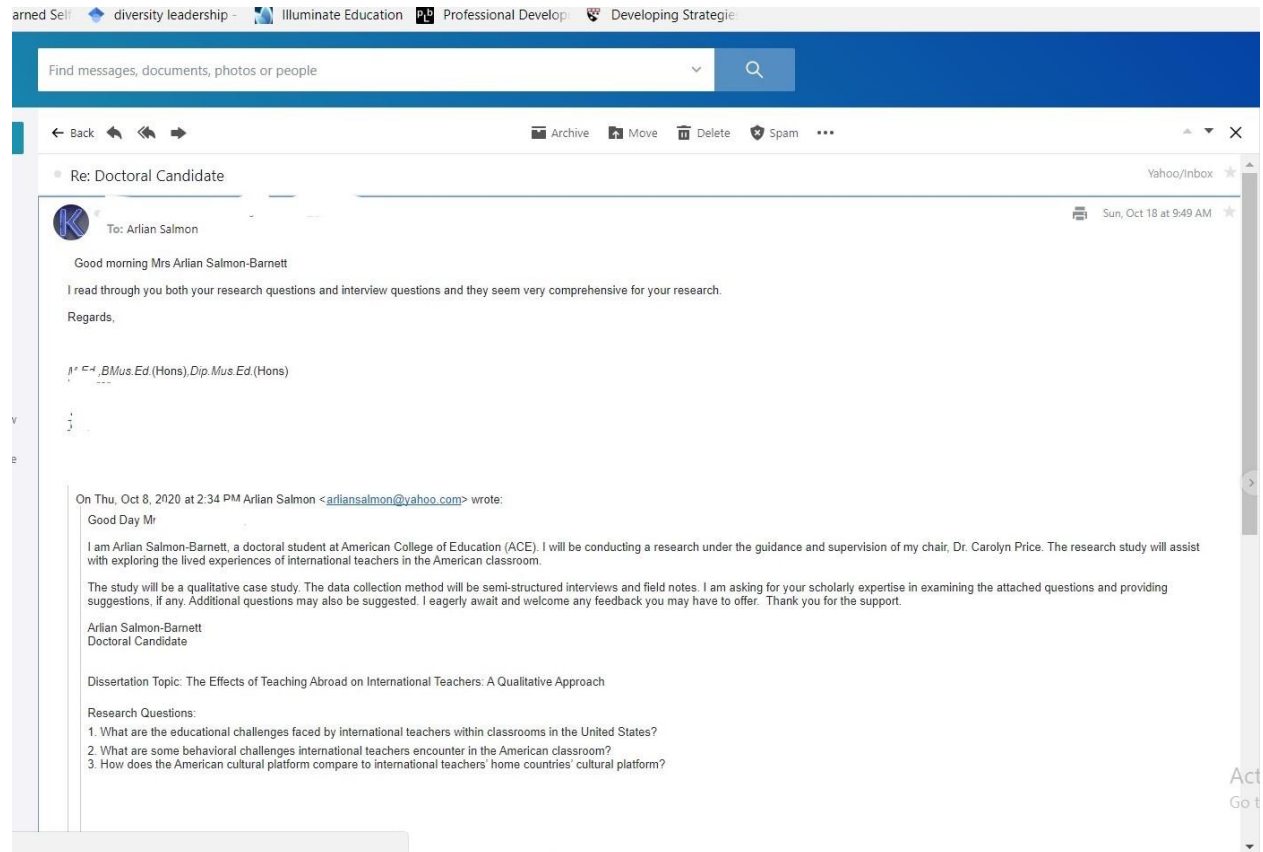 diversity leadership - Illuminate Education Professional Develop Developing Strategie
Find messages, documents, photos or people
Back Archive Move Delete Spam
Re: Doctoral Candidate Yahoo/Inbox
K
To: Arlian Salmon Sun, Oct 18 at 9:49 AM
Good morning Mrs Arlian Salmon-Barnett
I read through you both your research questions and interview questions and they seem very comprehensive for your research.
Regards,
,BMus.Ed.(Hons),Dip.Mus.Ed.(Hons)
On Thu, Oct 8, 2020 at 2:34 PM Arlian Salmon <arliansalmon@yahoo.com> wrote:
Good Day Mr
I am Arlian Salmon-Barnett, a doctoral student at American College of Education (ACE). I will be conducting a research under the guidance and supervision of my chair, Dr. Carolyn Price. The research study will assist
with exploring the lived experiences of international teachers in the American classroom.
The study will be a qualitative case study. The data collection method will be semi-structured interviews and field notes. I am asking for your scholarly expertise in examining the attached questions and providing
suggestions, if any. Additional questions may also be suggested. I eagerly await and welcome any feedback you may have to offer. Thank you for the support.
Arlian Salmon-Barnett
Doctoral Candidate
Dissertation Topic: The Effects of Teaching Abroad on International Teachers: A Qualitative Approach
Research Questions:
1. What are the educational challenges faced by international teachers within classrooms in the United States?
2. What are some behavioral challenges international teachers encounter in the American classroom?
3. How does the American cultural platform compare to international teachers' home countries' cultural platform?
Act
Go t